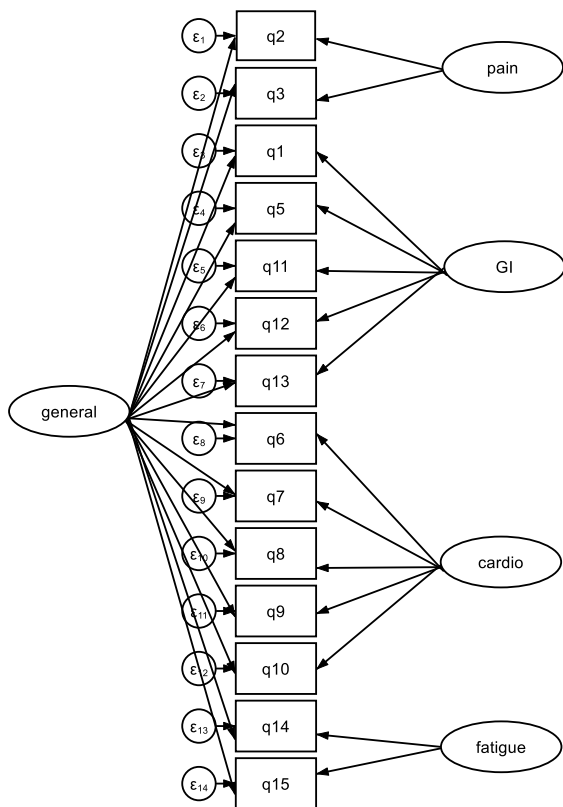 ε1 q2
pain
ε2 q3
ε3 q1
ε4 q5
ε5 q11 GI
ε6 q12
ε7 q13
general
ε8 q6
ε9 q7
ε10 q8 cardio
ε11 q9
ε12 q10
ε13 q14
fatigue
ε14 q15